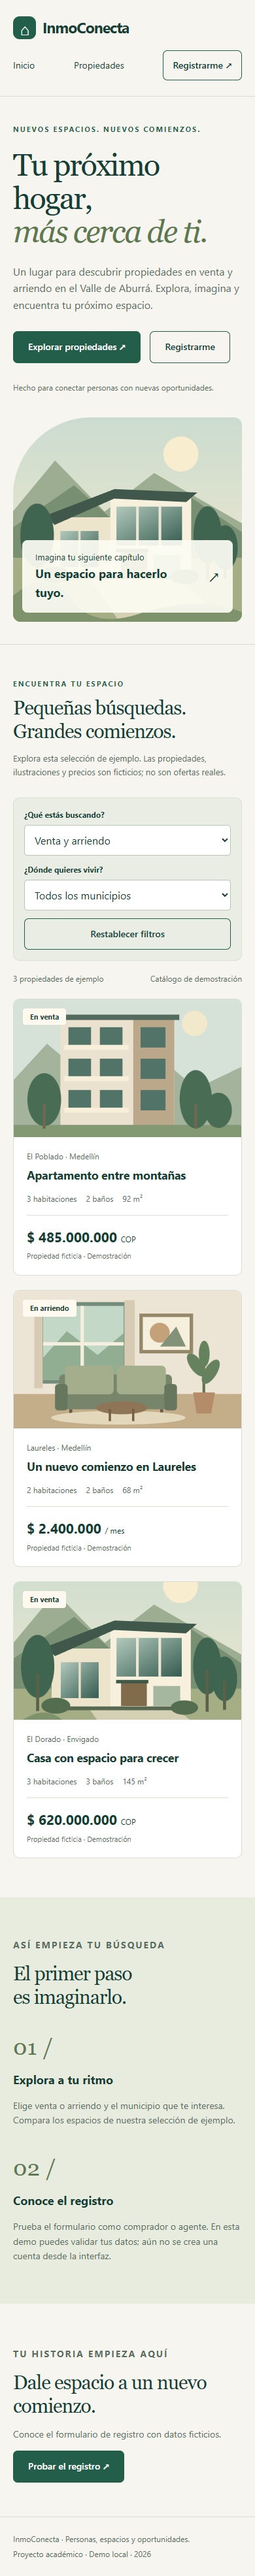 InmoConecta
Inicio
Propiedades
Registrarme ↗
NUEVOS ESPACIOS. NUEVOS COMIENZOS.
Tu próximo
hogar,
más cerca de ti.
Un lugar para descubrir propiedades en venta y
arriendo en el Valle de Aburrá. Explora, imagina y
encuentra tu próximo espacio.
Explorar propiedades ↗
Registrarme
Hecho para conectar personas con nuevas oportunidades.
Imagina tu siguiente capítulo
Un espacio para hacerlo
tuyo.
↗
ENCUENTRA TU ESPACIO
Pequeñas búsquedas.
Grandes comienzos.
Explora esta selección de ejemplo. Las propiedades,
ilustraciones y precios son ficticios; no son ofertas reales.
¿Qué estás buscando?
Venta y arriendo
¿Dónde quieres vivir?
Todos los municipios
Restablecer filtros
3 propiedades de ejemplo
Catálogo de demostración
En venta
El Poblado · Medellín
Apartamento entre montañas
3 habitaciones 2 baños 92 m²
$ 485.000.000 COP
Propiedad ficticia · Demostración
En arriendo
Laureles · Medellín
Un nuevo comienzo en Laureles
2 habitaciones 2 baños 68 m²
$ 2.400.000 / mes
Propiedad ficticia · Demostración
En venta
El Dorado · Envigado
Casa con espacio para crecer
3 habitaciones 3 baños 145 m²
$ 620.000.000 COP
Propiedad ficticia · Demostración
ASÍ EMPIEZA TU BÚSQUEDA
El primer paso
es imaginarlo.
01 /
Explora a tu ritmo
Elige venta o arriendo y el municipio que te interesa.
Compara los espacios de nuestra selección de ejemplo.
02 /
Conoce el registro
Prueba el formulario como comprador o agente. En esta
demo puedes validar tus datos; aún no se crea una
cuenta desde la interfaz.
TU HISTORIA EMPIEZA AQUÍ
Dale espacio a un nuevo
comienzo.
Conoce el formulario de registro con datos ficticios.
Probar el registro ↗
InmoConecta · Personas, espacios y oportunidades.
Proyecto académico · Demo local · 2026